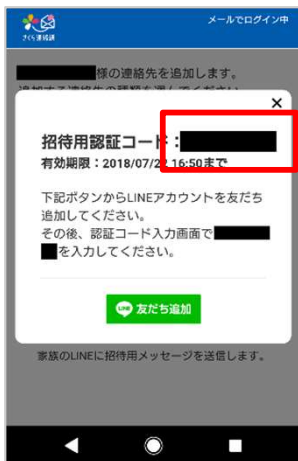 さくら連絡網
メールでログイン中
様の連絡先を追加します。
×
招待用認証コード：
有効期限：2018/07/22 16:50まで
下記ボタンからLINEアカウントを友だち
追加してください。
その後、認証コード入力画面で
を入力してください。
LINE 友だち追加
家族のLINEに招待用メッセージを送信します。